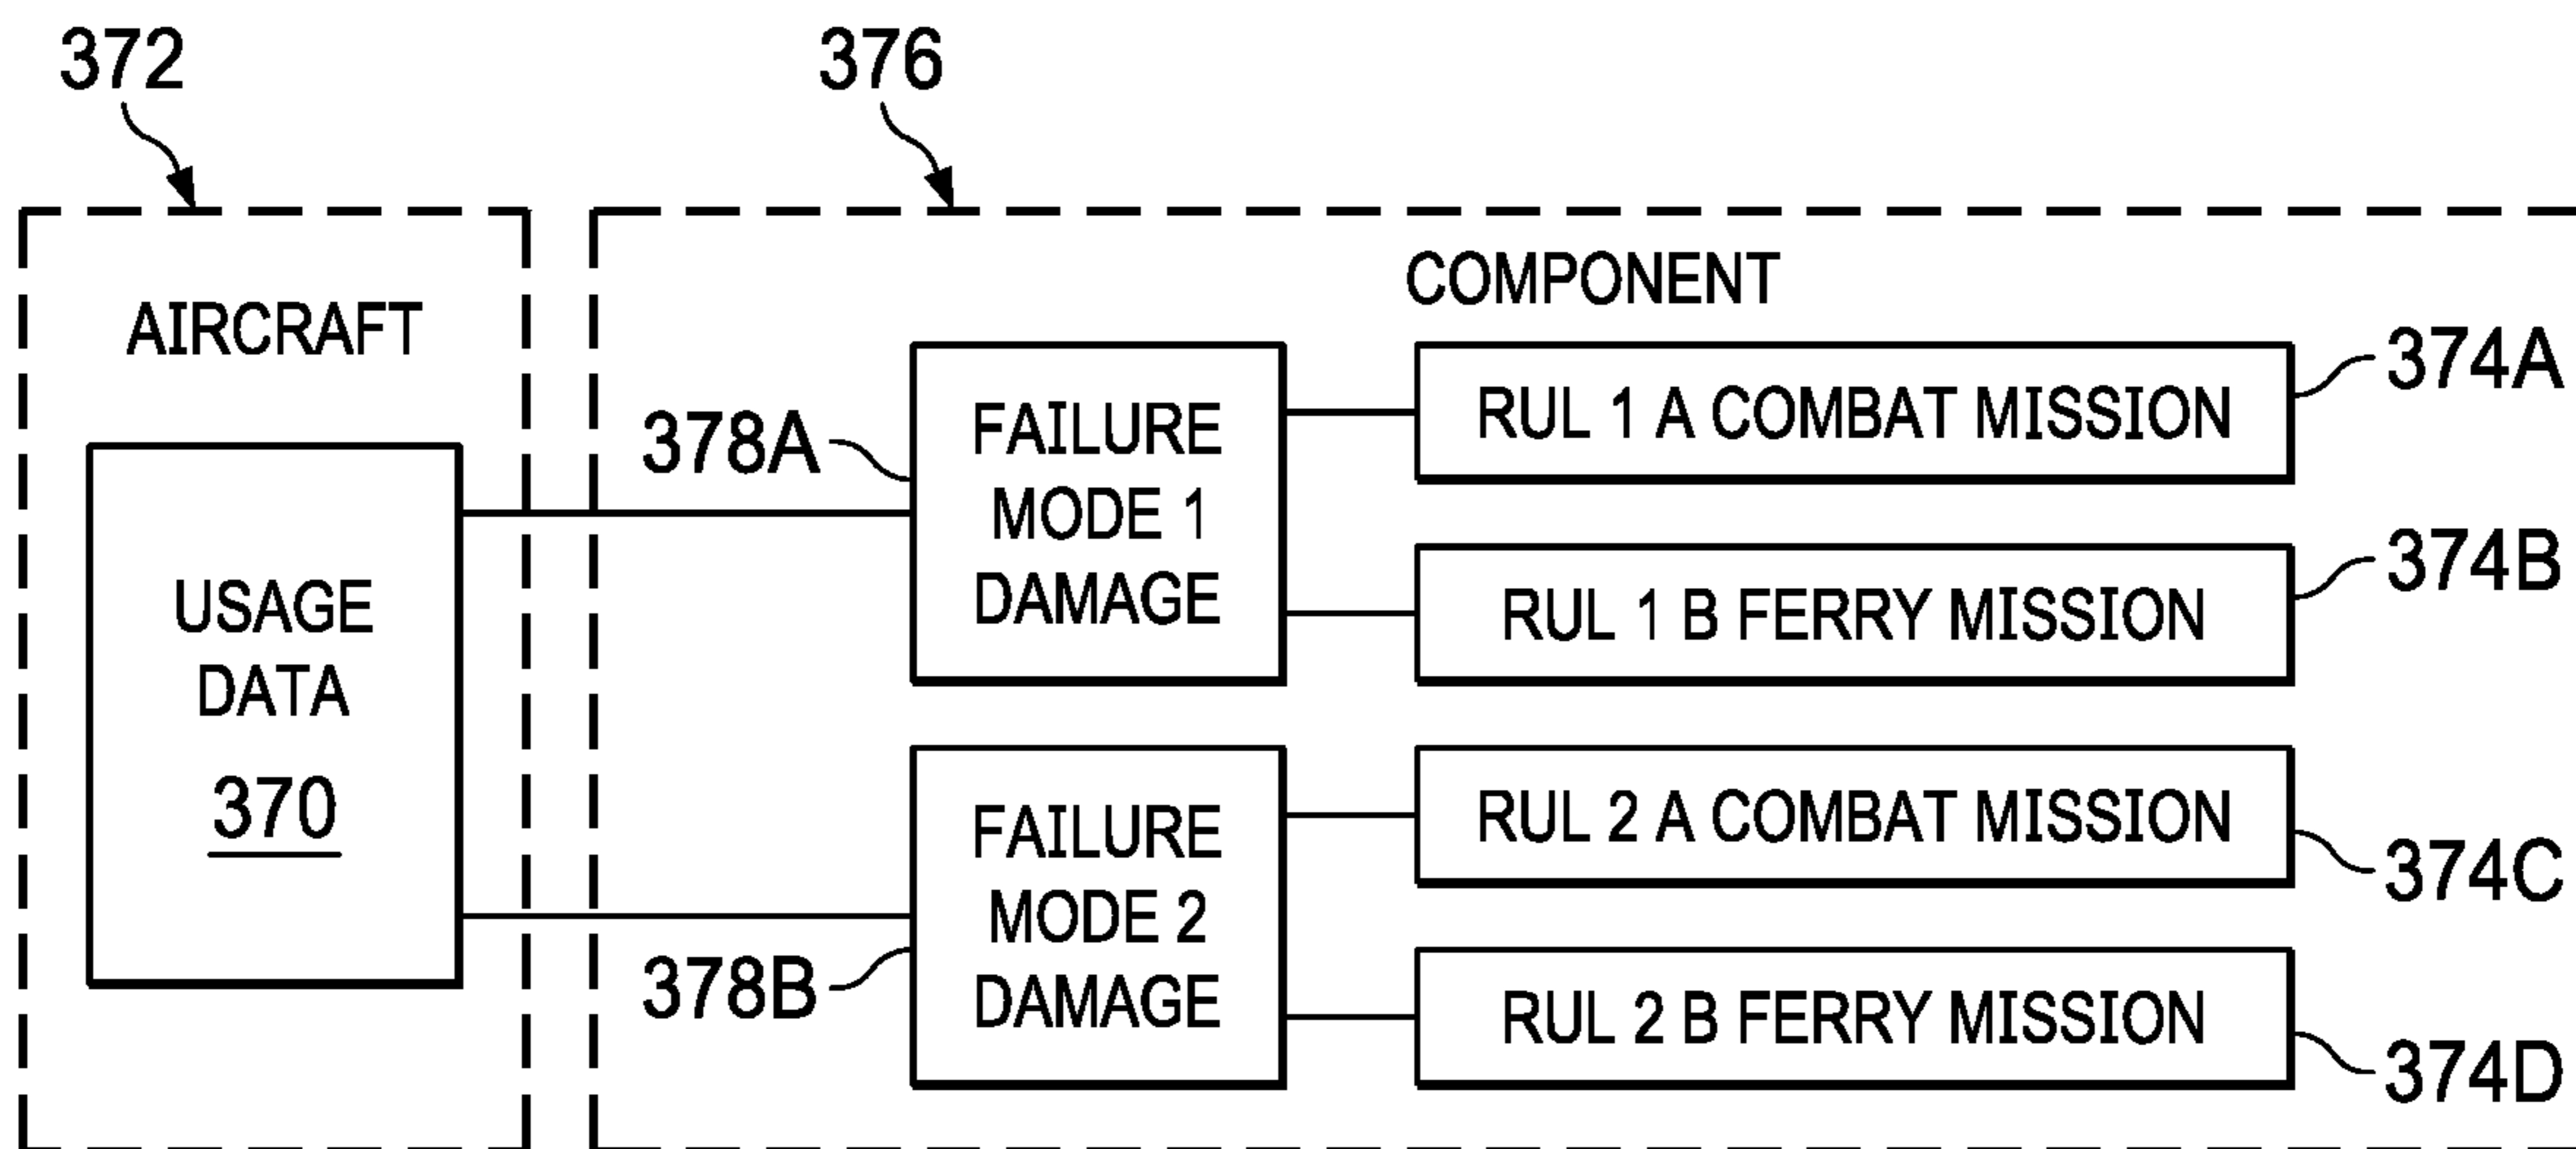 372
376
AIRCRAFT
USAGE
DATA
370
COMPONENT
378A
FAILURE
MODE 1
DAMAGE
RUL 1 A COMBAT MISSION
374A
RUL 1 B FERRY MISSION
374B
378B
FAILURE
MODE 2
DAMAGE
RUL 2 A COMBAT MISSION
374C
RUL 2 B FERRY MISSION
374D